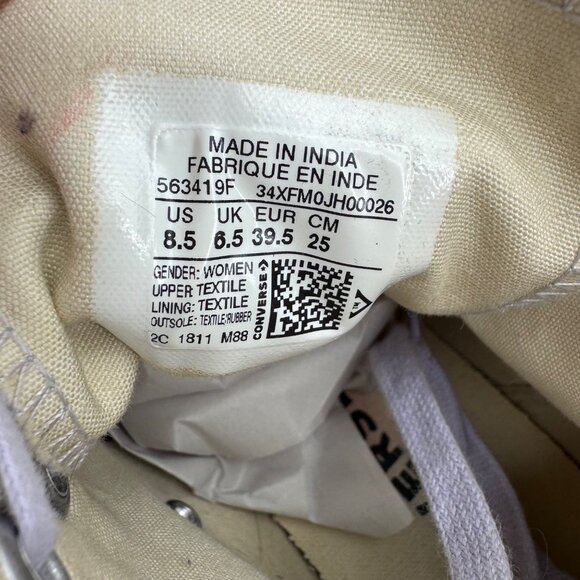 MADE IN INDIA
FABRIQUE EN INDE
563419F 34XFM0JH00026
US UK EUR CM
8.5 6.5 39.5 25
GENDER: WOMEN
UPPER: TEXTILE
LINING: TEXTILE
OUTSOLE: TEXTILE/RUBBER
2C 1811 M88
CONVERSE
ERS